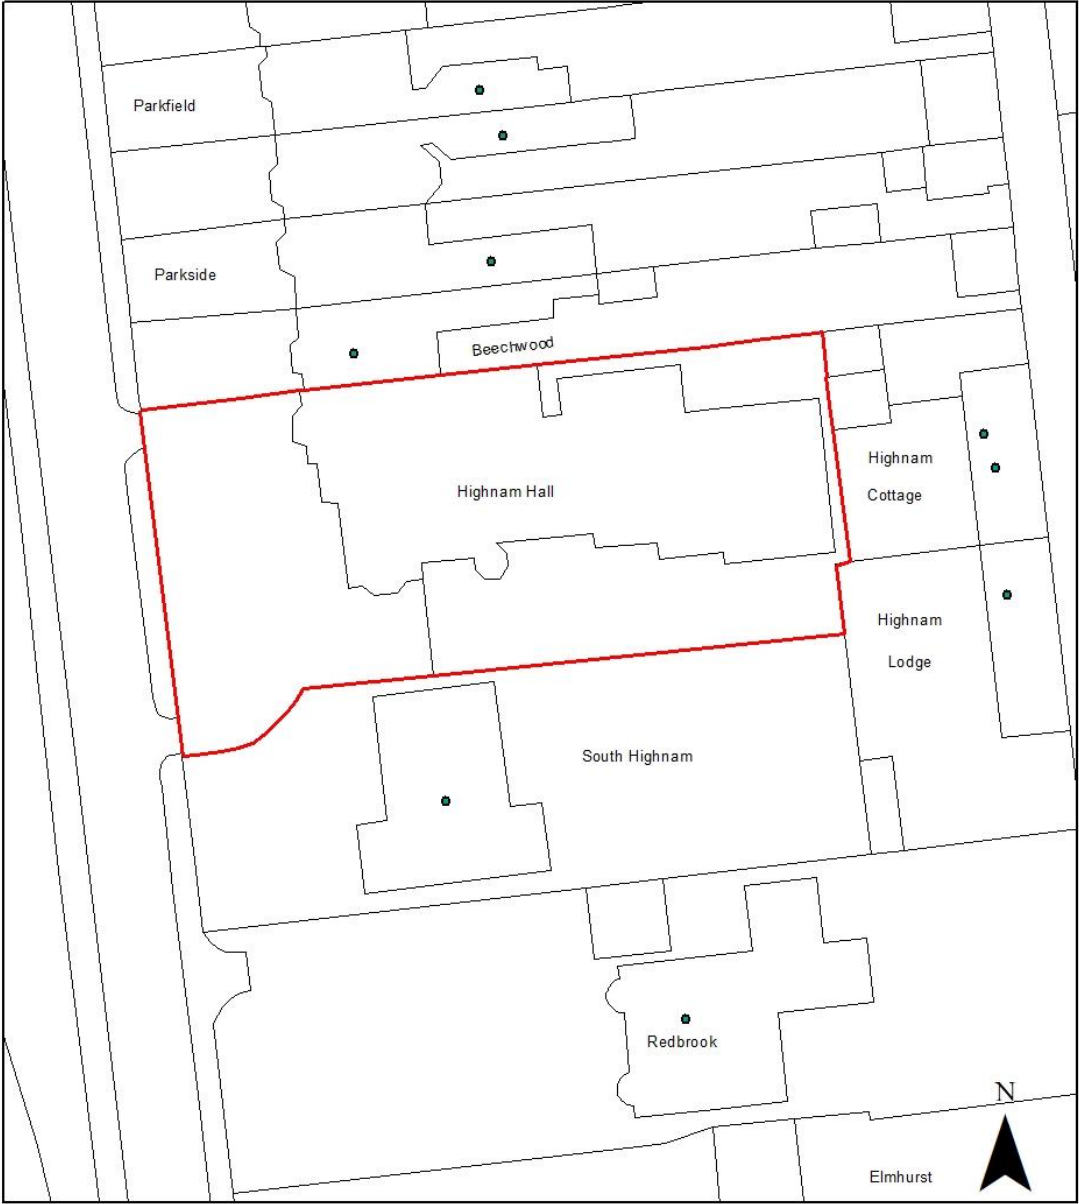 Parkfield
Parkside
Beechwood
Highnam Hall
Highnam
Cottage
Highnam
Lodge
South Highnam
Redbrook
N
Elmhurst